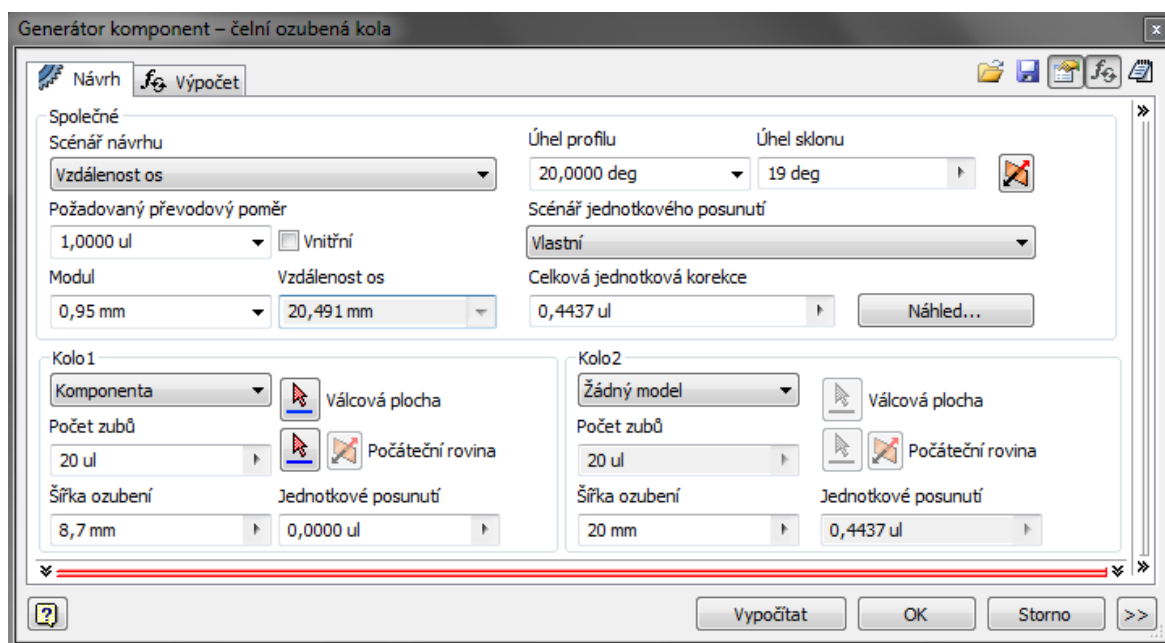 Generátor komponent – čelní ozubená kola
x
Návrh
Výpočet
Společné
Scénář návrhu
Vzdálenost os
Úhel profilu
Úhel sklonu
20,0000 deg
19 deg
Požadovaný převodový poměr
1,0000 ul
Vnitřní
Scénář jednotkového posunutí
Vlastní
Modul
Vzdálenost os
0,95 mm
20,491 mm
Celková jednotková korekce
0,4437 ul
Náhled...
Kolo1
Komponenta
Válcová plocha
Počet zubů
20 ul
Počáteční rovina
Šířka ozubení
Jednotkové posunutí
8,7 mm
0,0000 ul
Kolo2
Žádný model
Válcová plocha
Počet zubů
20 ul
Počáteční rovina
Šířka ozubení
Jednotkové posunutí
20 mm
0,4437 ul
Vypočítat
OK
Storno
>>